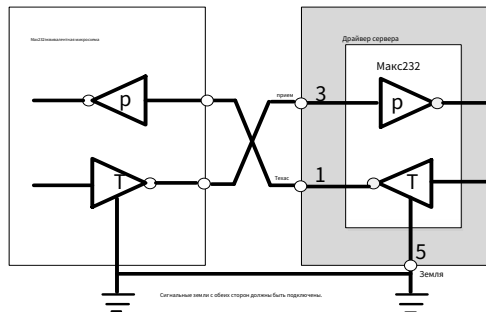 Макс232эквивалентная микросхема
Драйвер сервера
Макс232
р
Т
прием
3
р
Техас
1
Т
5
Земля
Сигнальные земли с обеих сторон должны быть подключены.